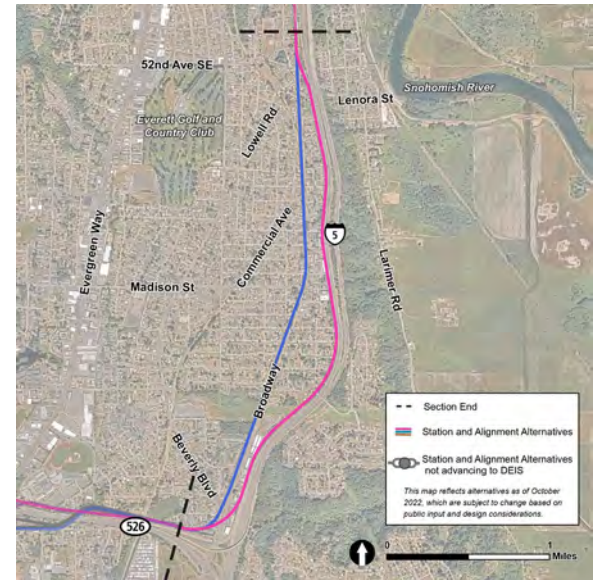 52nd Ave SE
Snohomish River
Lenora St
Everett Golf and
Country Club
Lowell Rd
Evergreen Way
Commercial Ave
5
Larimer Rd
Madison St
Broadway
Beverly Blvd
526
Section End
Station and Alignment Alternatives
Station and Alignment Alternatives
not advancing to DEIS
This map reflects alternatives as of October
2022, which are subject to change based on
public input and design considerations.
0 1
Miles